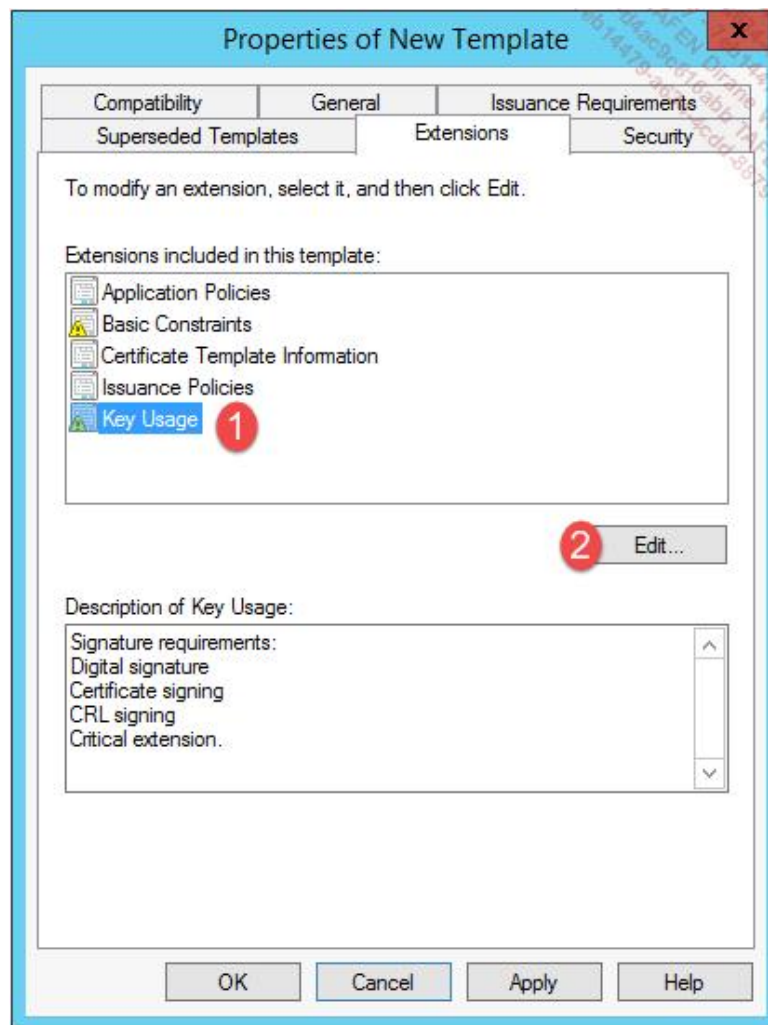 Properties of New Template
x
Compatibility General Issuance Requirements
Superseded Templates Extensions Security
To modify an extension, select it, and then click Edit.
Extensions included in this template:
Application Policies
Basic Constraints
Certificate Template Information
Issuance Policies
Key Usage 1
2 Edit...
Description of Key Usage:
Signature requirements:
Digital signature
Certificate signing
CRL signing
Critical extension.
OK Cancel Apply Help